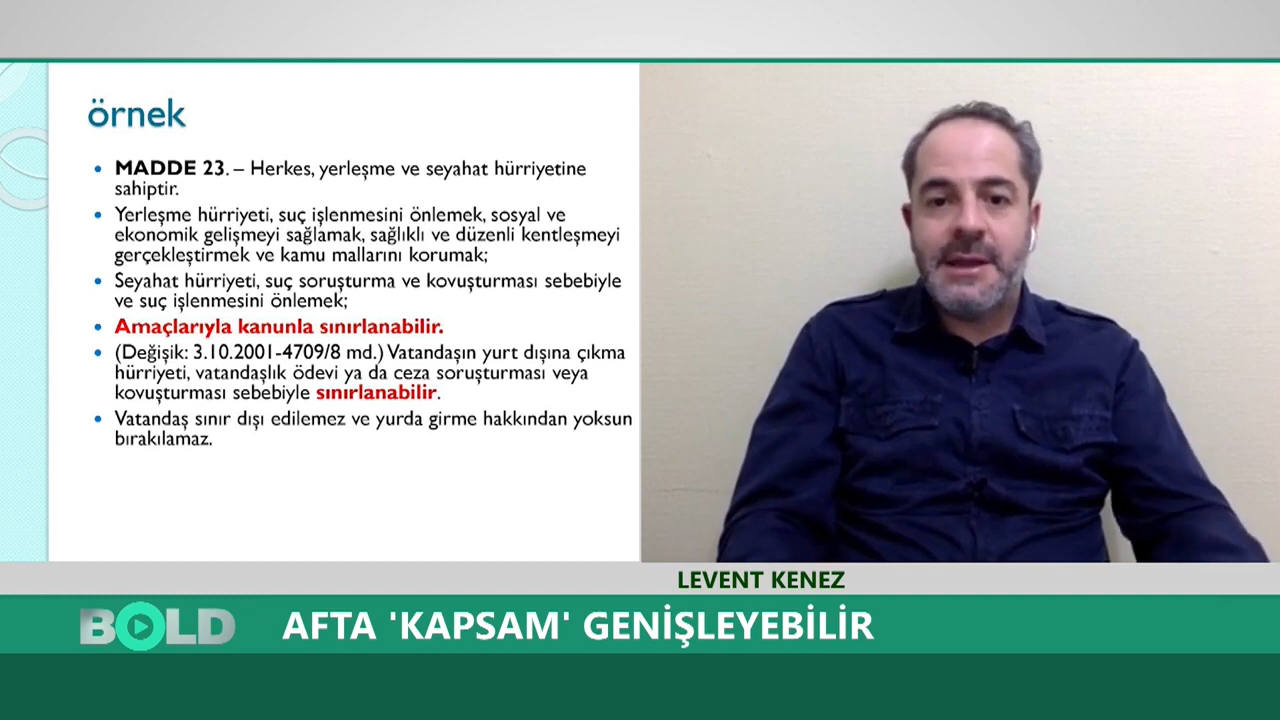 örnek
MADDE 23. – Herkes, yerleşme ve seyahat hürriyetine
sahiptir.
Yerleşme hürriyeti, suç işlenmesini önlemek, sosyal ve
ekonomik gelişmeyi sağlamak, sağlıklı ve düzenli kentleşmeyi
gerçekleştirmek ve kamu mallarını korumak;
Seyahat hürriyeti, suç soruşturma ve kovuşturması sebebiyle
ve suç işlenmesini önlemek;
Amaçlarıyla kanunla sınırlanabilir.
(Değişik: 3.10.2001-4709/8 md.) Vatandaşın yurt dışına çıkma
hürriyeti, vatandaşlık ödevi ya da ceza soruşturması veya
kovuşturması sebebiyle sınırlanabilir.
Vatandaş sınır dışı edilemez ve yurda girme hakkından yoksun
bırakılamaz.
LEVENT KENEZ
BOLD
AFTA 'KAPSAM' GENİŞLEYEBİLİR